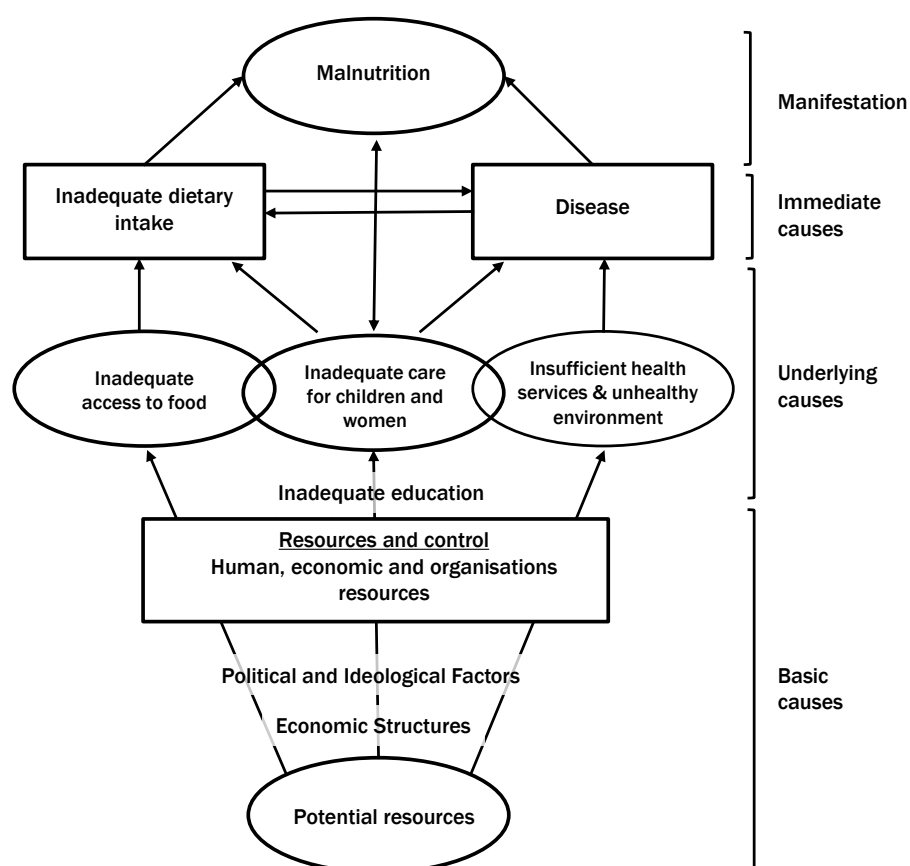 Malnutrition
Manifestation
Inadequate dietary
intake
Disease
Immediate
causes
Inadequate
access to food
Inadequate care
for children and
women
Insufficient health
services & unhealthy
environment
Underlying
causes
Inadequate education
Resources and control
Human, economic and organisations
resources
Political and Ideological Factors
Economic Structures
Potential resources
Basic
causes